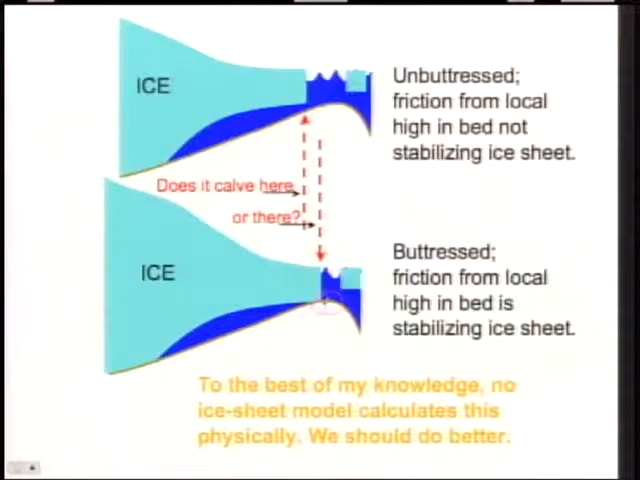 ICE
Unbuttressed;
friction from local
high in bed not
stabilizing ice sheet.
Does it calve here
or there?
ICE
Buttressed;
friction from local
high in bed is
stabilizing ice sheet.
To the best of my knowledge, no
ice-sheet model calculates this
physically. We should do better.